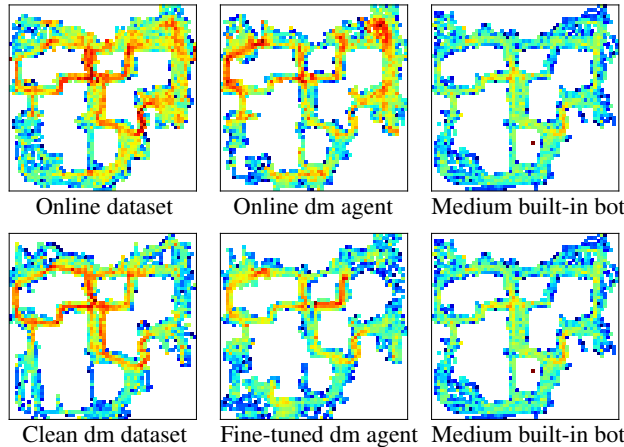 Online dataset
Online dm agent
Medium built-in bot
Clean dm dataset
Fine-tuned dm agent
Medium built-in bot